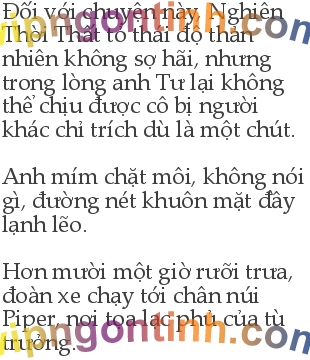 Đối với chuyện này, Nghiên
Thời Thất tỏ thái độ thản
nhiên không sợ hãi, nhưng
trong lòng anh Tư lại không
thể chịu được cô bị người
khác chỉ trích dù là một chút.
Anh mím chặt môi, không nói
gì, đường nét khuôn mặt đầy
lạnh lẽo.
Hơn mười một giờ rưỡi trưa,
đoàn xe chạy tới chân núi
Piper, nơi tọa lạc phủ của tù
trưởng.
vipngontinh.com
vipngontinh.com